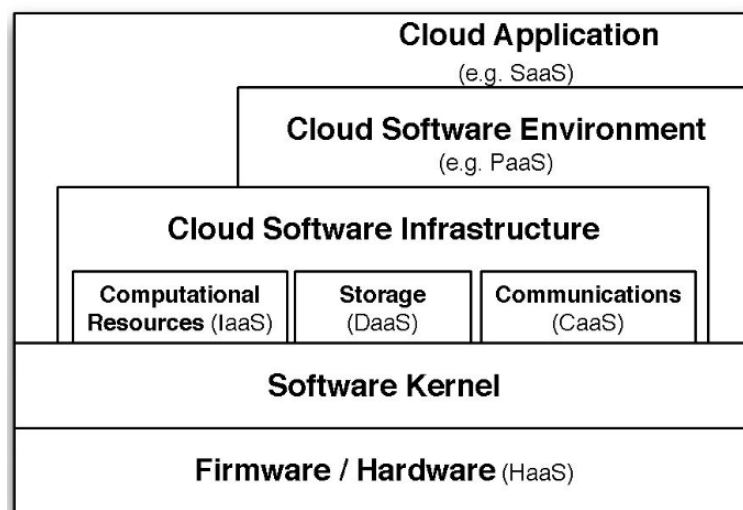 Cloud Application
(e.g. SaaS)
Cloud Software Environment
(e.g. PaaS)
Cloud Software Infrastructure
Computational
Resources (IaaS)
Storage
(DaaS)
Communications
(CaaS)
Software Kernel
Firmware / Hardware (HaaS)